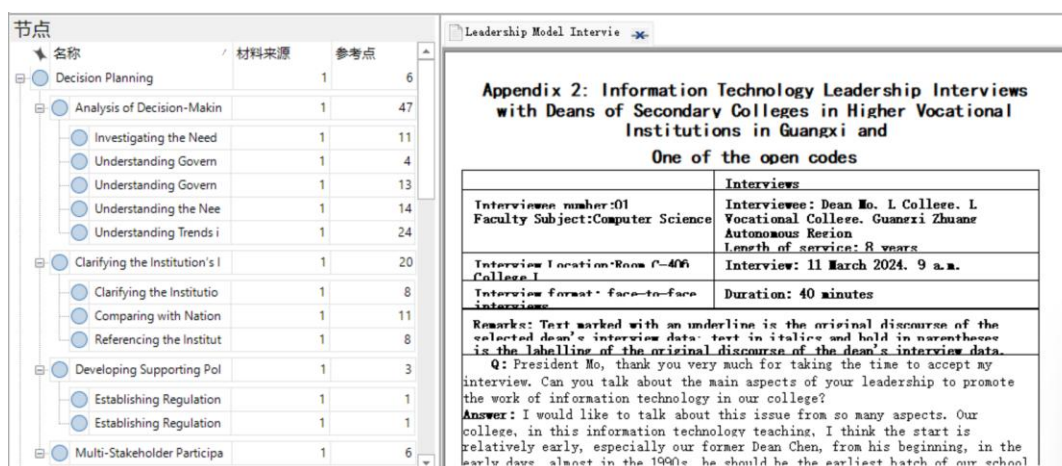 节点
名称 材料来源 参考点
Decision Planning 1 6
Analysis of Decision-Makin 1 47
Investigating the Need 1 11
Understanding Govern 1 4
Understanding Govern 1 13
Understanding the Nee 1 14
Understanding Trends i 1 24
Clarifying the Institution's l 1 20
Clarifying the Institutio 1 8
Comparing with Nation 1 11
Referencing the Institut 1 8
Developing Supporting Pol 1 3
Establishing Regulation 1 1
Establishing Regulation 1 1
Multi-Stakeholder Participa 1 6
Leadership Model Intervie
Appendix 2: Information Technology Leadership Interviews
with Deans of Secondary Colleges in Higher Vocational
Institutions in Guangxi and
One of the open codes
Interviews
Interviewee number:01
Faculty Subject:Computer Science
Interviewee: Dean Mo. L College. L
Vocational College. Guangxi Zhuang
Autonomous Region
Length of service: 8 years
Interview Location:Room C-406
College L
Interview: 11 March 2024. 9 a.m.
Interview format: face-to-face
interviews
Duration: 40 minutes
Remarks: Text marked with an underline is the original discourse of the
selected dean's interview data; text in italics and bold in parentheses
is the labelling of the original discourse of the dean's interview data.
Q: President Mo, thank you very much for taking the time to accept my
interview. Can you talk about the main aspects of your leadership to promote
the work of information technology in our college?
Answer: I would like to talk about this issue from so many aspects. Our
college, in this information technology teaching, I think the start is
relatively early, especially our former Dean Chen, from his beginning, in the
early days, almost in the 1990s, he should be the earliest batch of our school